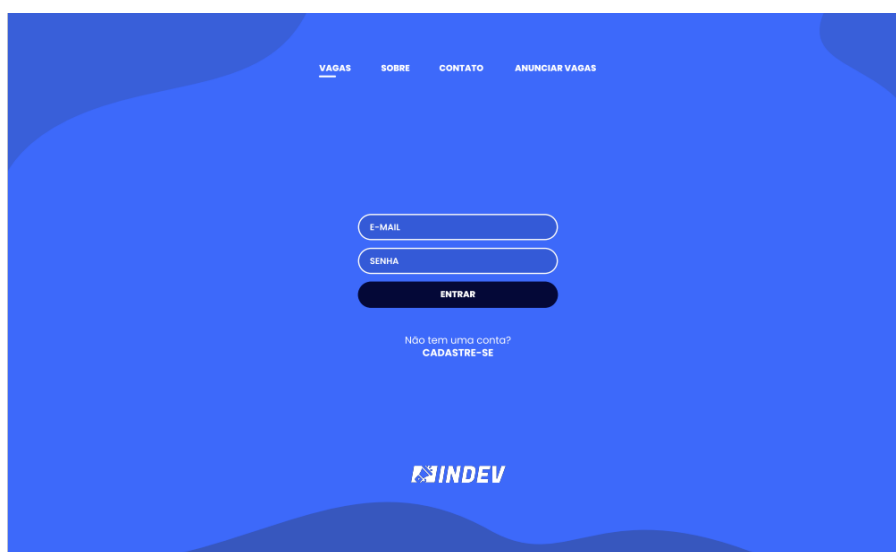 VAGAS SOBRE CONTATO ANUNCIAR VAGAS
E-MAIL
SENHA
ENTRAR
Não tem uma conta?
CADASTRE-SE
INDEV